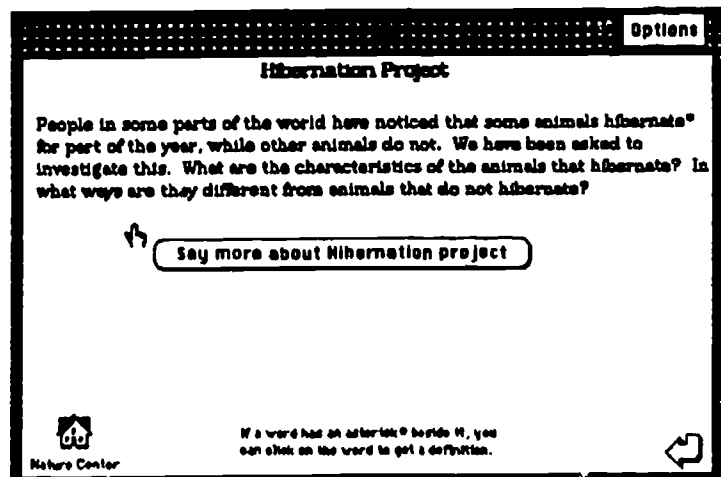 Options
Hibernation Project
People in some parts of the world have noticed that some animals hibernate*
for part of the year, while other animals do not. We have been asked to
investigate this. What are the characteristics of the animals that hibernate? In
what ways are they different from animals that do not hibernate?
Say more about Hibernation project
If a word has an asterisk* beside it, you
can click on the word to get a definition.
Nature Center